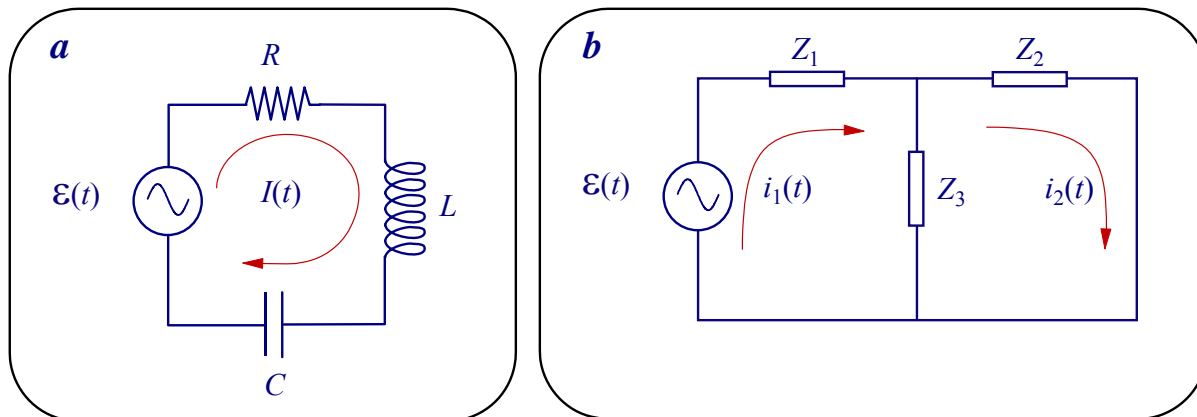 a
R
ε(t)
I(t)
L
C
b
Z₁
Z₂
ε(t)
i₁(t)
Z₃
i₂(t)